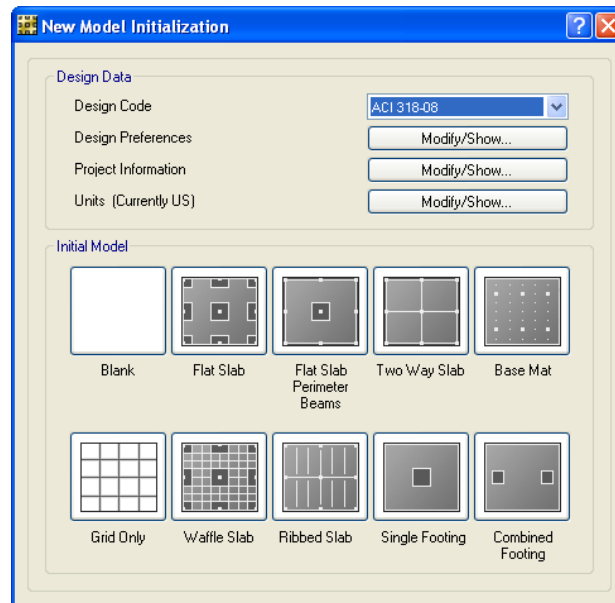 New Model Initialization
Design Data
Design Code
ACI 318-08
Design Preferences
Modify/Show...
Project Information
Modify/Show...
Units (Currently US)
Modify/Show...
Initial Model
Blank
Flat Slab
Flat Slab
Perimeter
Beams
Two Way Slab
Base Mat
Grid Only
Waffle Slab
Ribbed Slab
Single Footing
Combined
Footing